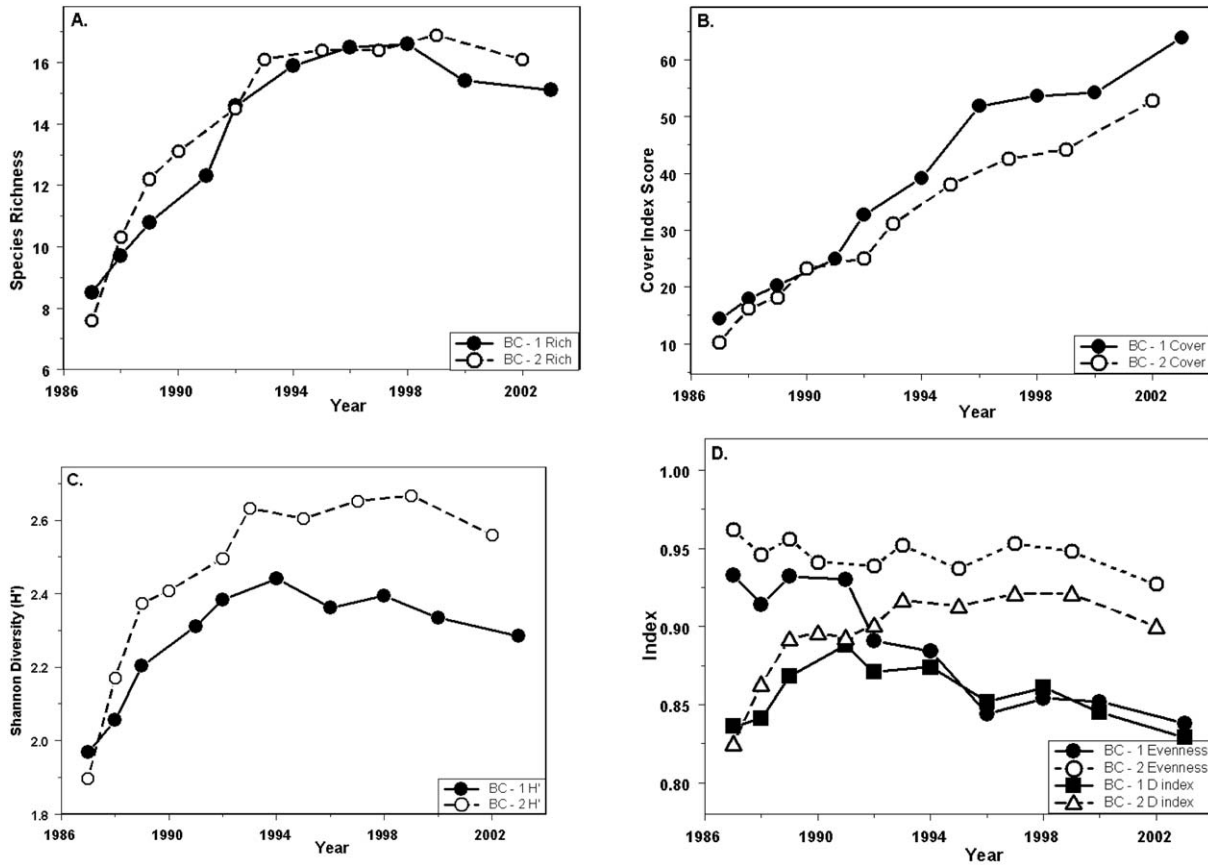 A.
Species Richness
16
14
12
10
8
6
1986
1990
1994
1998
2002
Year
BC - 1 Rich
BC - 2 Rich
B.
Cover Index Score
60
50
40
30
20
10
1986
1990
1994
1998
2002
Year
BC - 1 Cover
BC - 2 Cover
C.
Shannon Diversity (H')
2.6
2.4
2.2
2.0
1.8
1986
1990
1994
1998
2002
Year
BC - 1 H'
BC - 2 H'
D.
Index
1.00
0.95
0.90
0.85
0.80
1986
1990
1994
1998
2002
Year
BC - 1 Evenness
BC - 2 Evenness
BC - 1 D index
BC - 2 D index